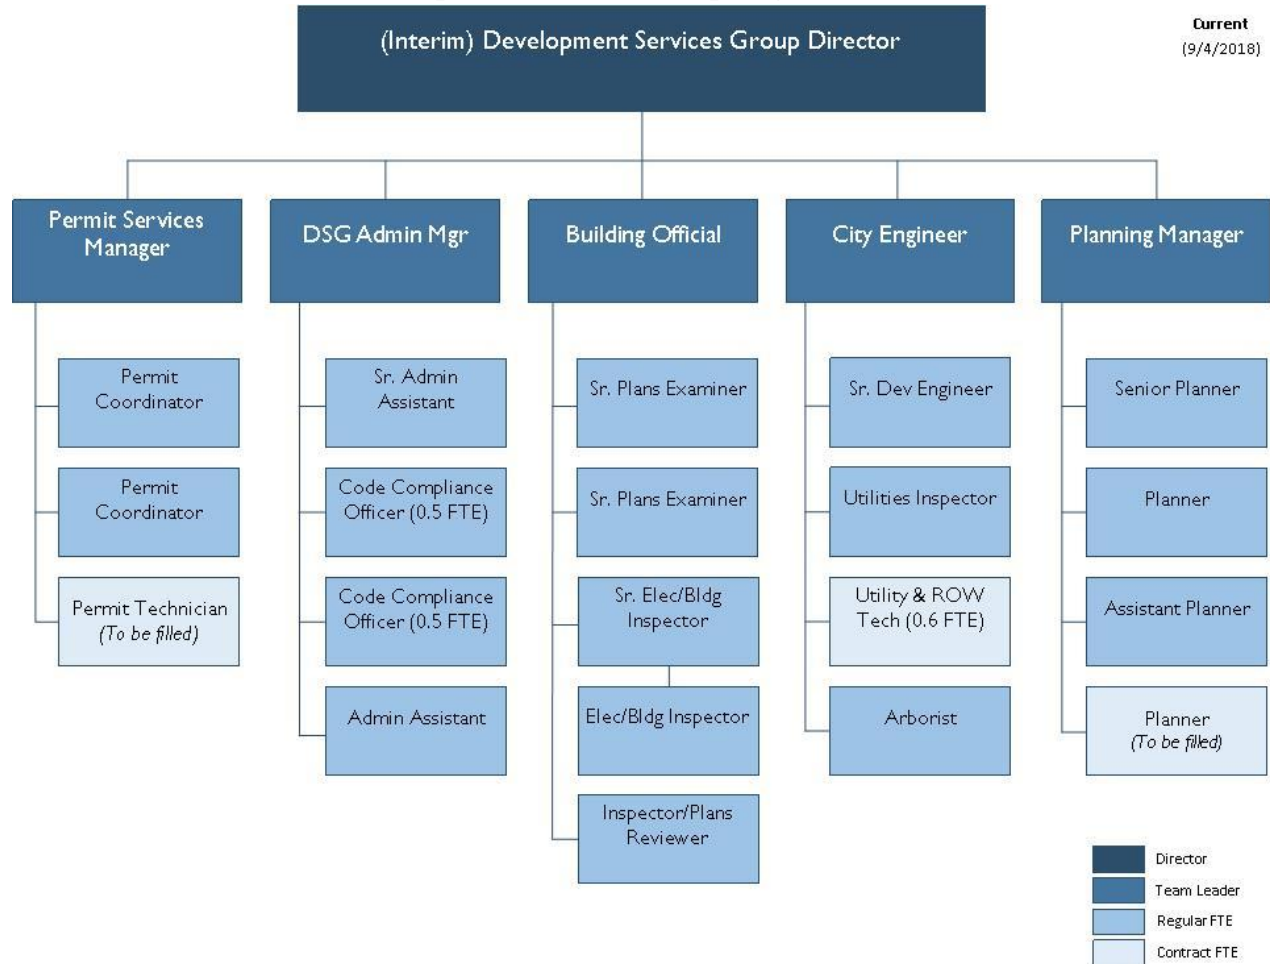 (Interim) Development Services Group Director
Current
(9/4/2018)
Permit Services
Manager
DSG Admin Mgr
Building Official
City Engineer
Planning Manager
Permit
Coordinator
Permit
Coordinator
Permit Technician
(To be filled)
Sr. Admin
Assistant
Code Compliance
Officer (0.5 FTE)
Code Compliance
Officer (0.5 FTE)
Admin Assistant
Sr. Plans Examiner
Sr. Plans Examiner
Sr. Elec/Bldg
Inspector
Elec/Bldg Inspector
Inspector/Plans
Reviewer
Sr. Dev Engineer
Utilities Inspector
Utility & ROW
Tech (0.6 FTE)
Arborist
Senior Planner
Planner
Assistant Planner
Planner
(To be filled)
Director
Team Leader
Regular FTE
Contract FTE